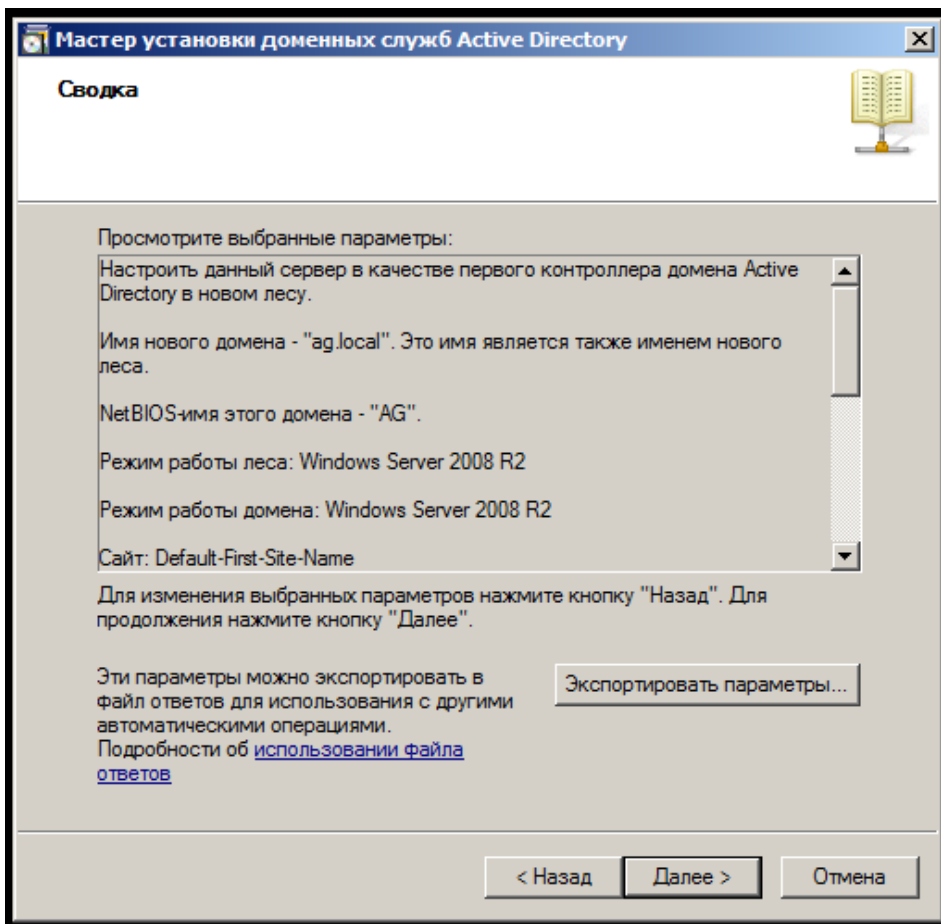 Мастер установки доменных служб Active Directory
Сводка
Просмотрите выбранные параметры:
Настроить данный сервер в качестве первого контроллера домена Active
Directory в новом лесу.
Имя нового домена - "ag.local". Это имя является также именем нового
леса.
NetBIOS-имя этого домена - "AG".
Режим работы леса: Windows Server 2008 R2
Режим работы домена: Windows Server 2008 R2
Сайт: Default-First-Site-Name
Для изменения выбранных параметров нажмите кнопку "Назад". Для
продолжения нажмите кнопку "Далее".
Эти параметры можно экспортировать в
файл ответов для использования с другими
автоматическими операциями.
Подробности об использовании файла
ответов
Экспортировать параметры...
< Назад
Далее >
Отмена